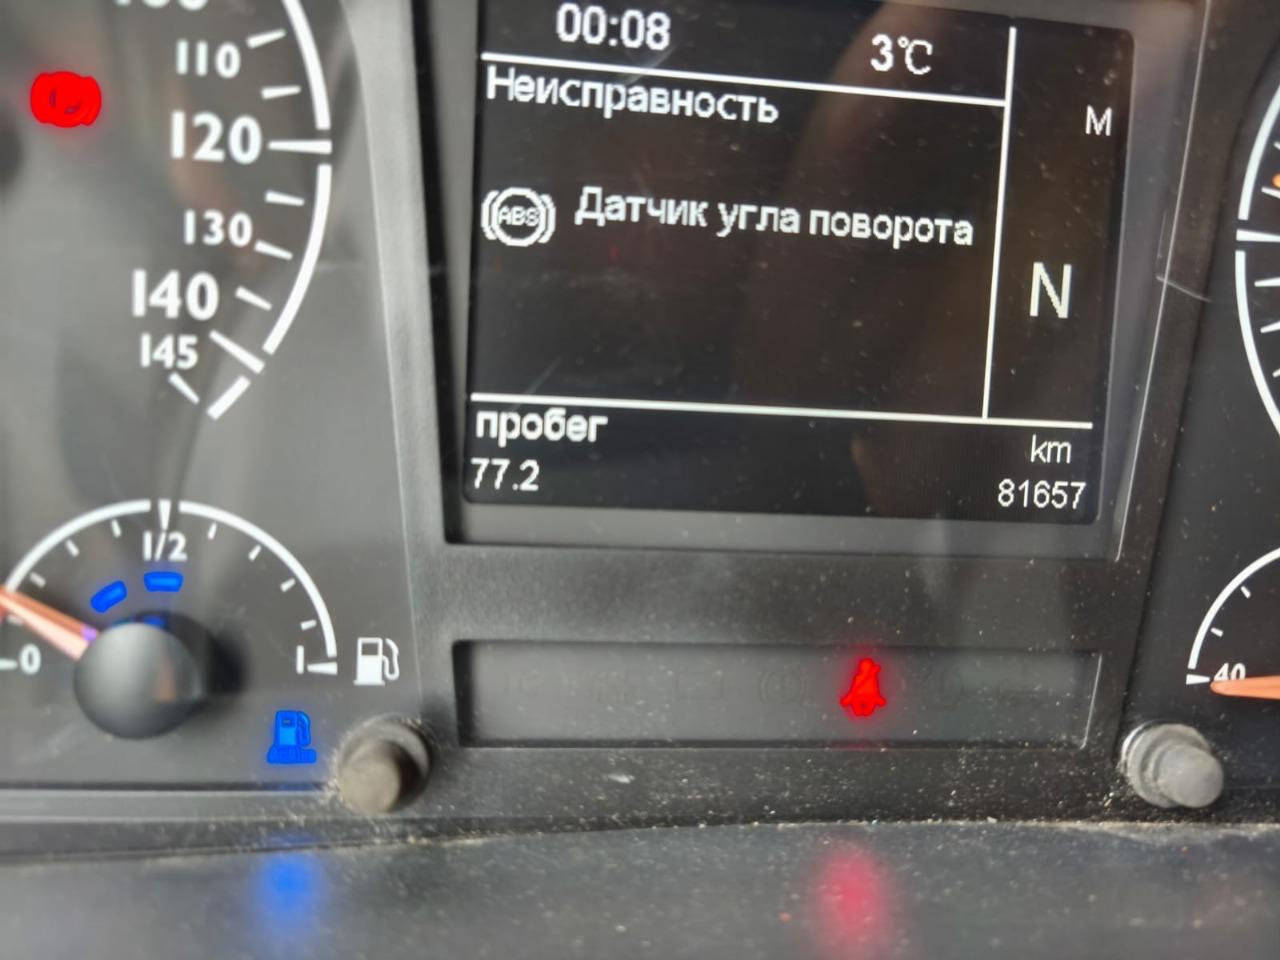 00:08
3°C
Неисправность
M
ABS
Датчик угла поворота
N
пробег
km
77.2
81657
110
120
130
140
145
1/2
0
1
40